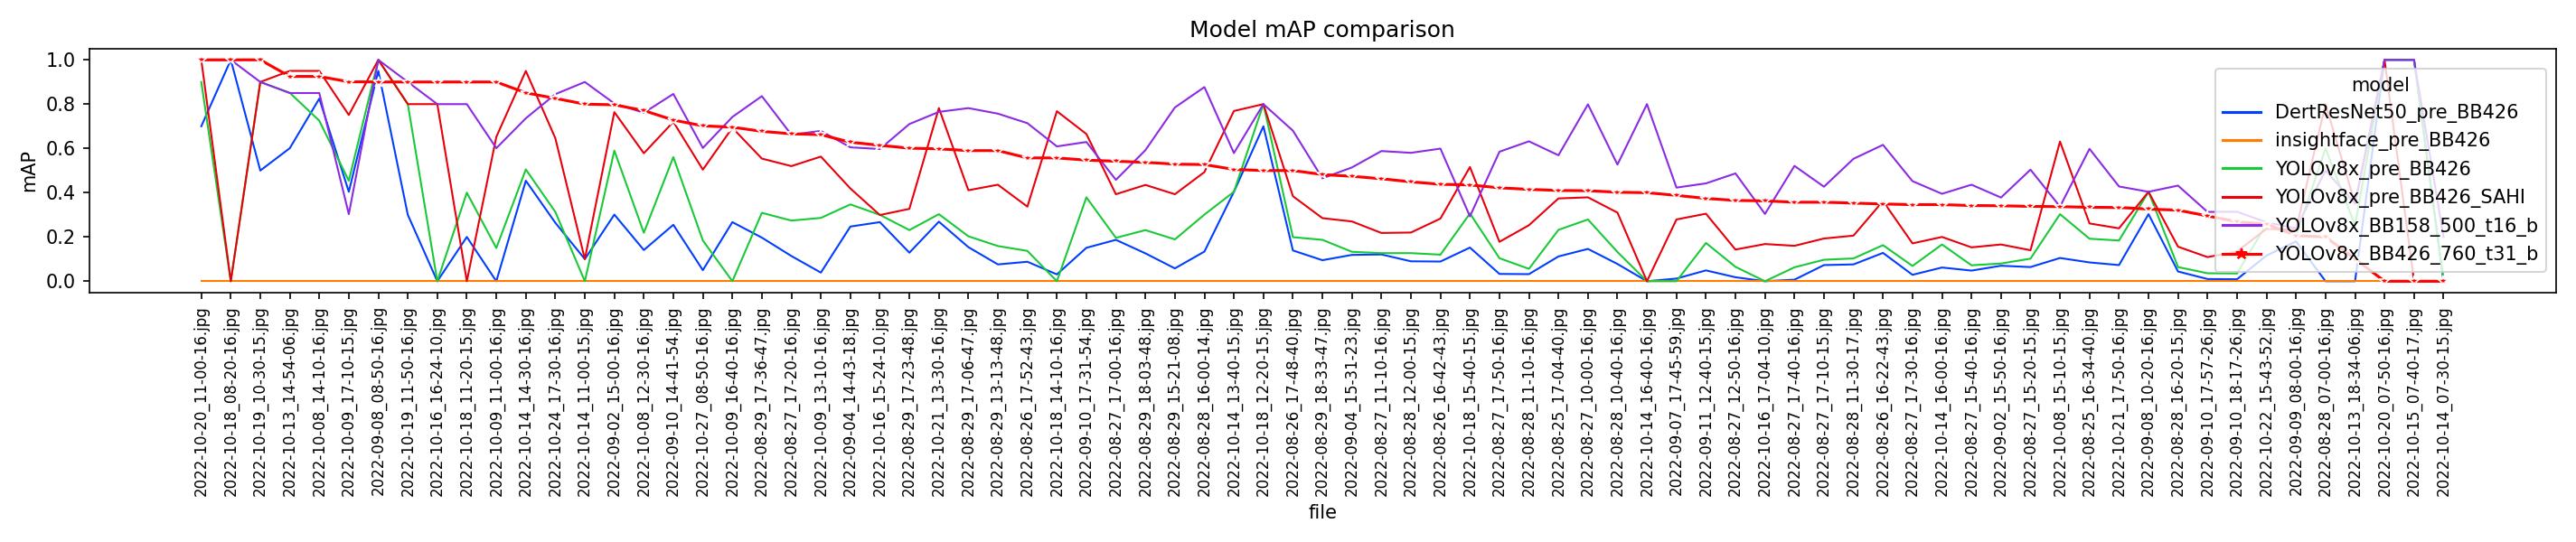 Model mAP comparison
1.0
0.8
0.6
0.4
0.2
0.0
mAP
model
DertResNet50_pre_BB426
insightface_pre_BB426
YOLOv8x_pre_BB426
YOLOv8x_pre_BB426_SAHI
YOLOv8x_BB158_500_t16_b
YOLOv8x_BB426_760_t31_b
2022-10-20_11-00-16.jpg
2022-10-18_08-20-16.jpg
2022-10-19_10-30-15.jpg
2022-10-13_14-54-06.jpg
2022-10-08_14-10-16.jpg
2022-10-09_17-10-15.jpg
2022-09-08_08-50-16.jpg
2022-10-19_11-50-16.jpg
2022-10-16_16-24-10.jpg
2022-10-18_11-20-15.jpg
2022-10-09_11-00-16.jpg
2022-10-14_14-30-16.jpg
2022-10-24_17-30-16.jpg
2022-10-14_11-00-15.jpg
2022-09-02_15-00-16.jpg
2022-10-08_12-30-16.jpg
2022-09-10_14-41-54.jpg
2022-10-27_08-50-16.jpg
2022-10-09_16-40-16.jpg
2022-08-29_17-36-47.jpg
2022-08-27_17-20-16.jpg
2022-10-09_13-10-16.jpg
2022-09-04_14-43-18.jpg
2022-10-16_15-24-10.jpg
2022-08-29_17-23-48.jpg
2022-10-21_13-30-16.jpg
2022-08-29_17-06-47.jpg
2022-08-29_13-13-48.jpg
2022-08-26_17-52-43.jpg
2022-10-18_14-10-16.jpg
2022-09-10_17-31-54.jpg
2022-08-27_17-00-16.jpg
2022-08-29_18-03-48.jpg
2022-08-29_15-21-08.jpg
2022-08-28_16-00-14.jpg
2022-10-14_13-40-15.jpg
2022-10-18_12-20-15.jpg
2022-08-26_17-48-40.jpg
2022-08-29_18-33-47.jpg
2022-09-04_15-31-23.jpg
2022-08-27_11-10-16.jpg
2022-08-28_12-00-15.jpg
2022-08-26_16-42-43.jpg
2022-10-18_15-40-15.jpg
2022-08-27_17-50-16.jpg
2022-08-28_11-10-16.jpg
2022-08-25_17-04-40.jpg
2022-08-27_10-00-16.jpg
2022-08-28_10-40-16.jpg
2022-10-14_16-40-16.jpg
2022-09-07_17-45-59.jpg
2022-09-11_12-40-15.jpg
2022-08-27_12-50-16.jpg
2022-10-16_17-04-10.jpg
2022-08-27_17-40-16.jpg
2022-08-27_17-10-15.jpg
2022-08-28_11-30-17.jpg
2022-08-26_16-22-43.jpg
2022-08-27_17-30-16.jpg
2022-10-14_16-00-16.jpg
2022-08-27_15-40-16.jpg
2022-09-02_15-50-16.jpg
2022-08-27_15-20-15.jpg
2022-10-08_15-10-15.jpg
2022-08-25_16-34-40.jpg
2022-10-21_17-50-16.jpg
2022-09-08_10-20-16.jpg
2022-08-28_16-20-15.jpg
2022-09-10_17-57-26.jpg
2022-09-10_18-17-26.jpg
2022-10-22_15-43-52.jpg
2022-09-09_08-00-16.jpg
2022-08-28_07-00-16.jpg
2022-10-13_18-34-06.jpg
2022-10-20_07-50-16.jpg
2022-10-15_07-40-17.jpg
2022-10-14_07-30-15.jpg
file